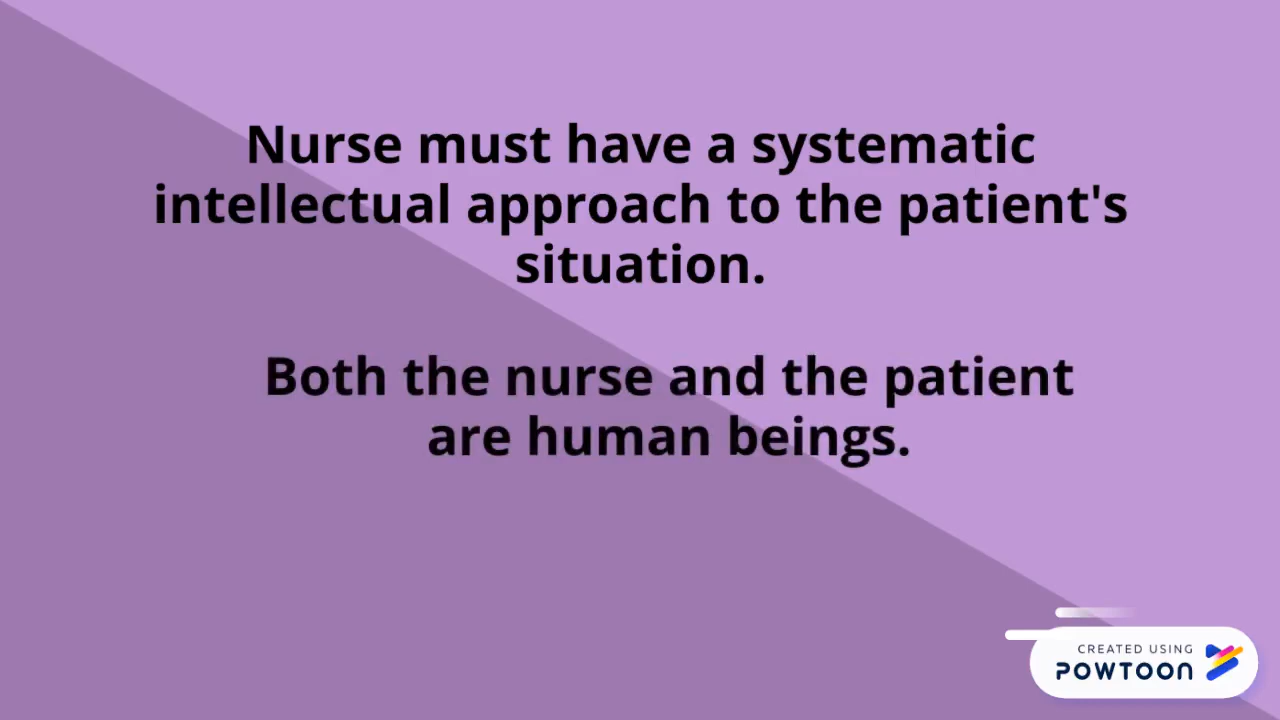 Nurse must have a systematic
intellectual approach to the patient's
situation.
Both the nurse and the patient
are human beings.
CREATED USING
POWTOON